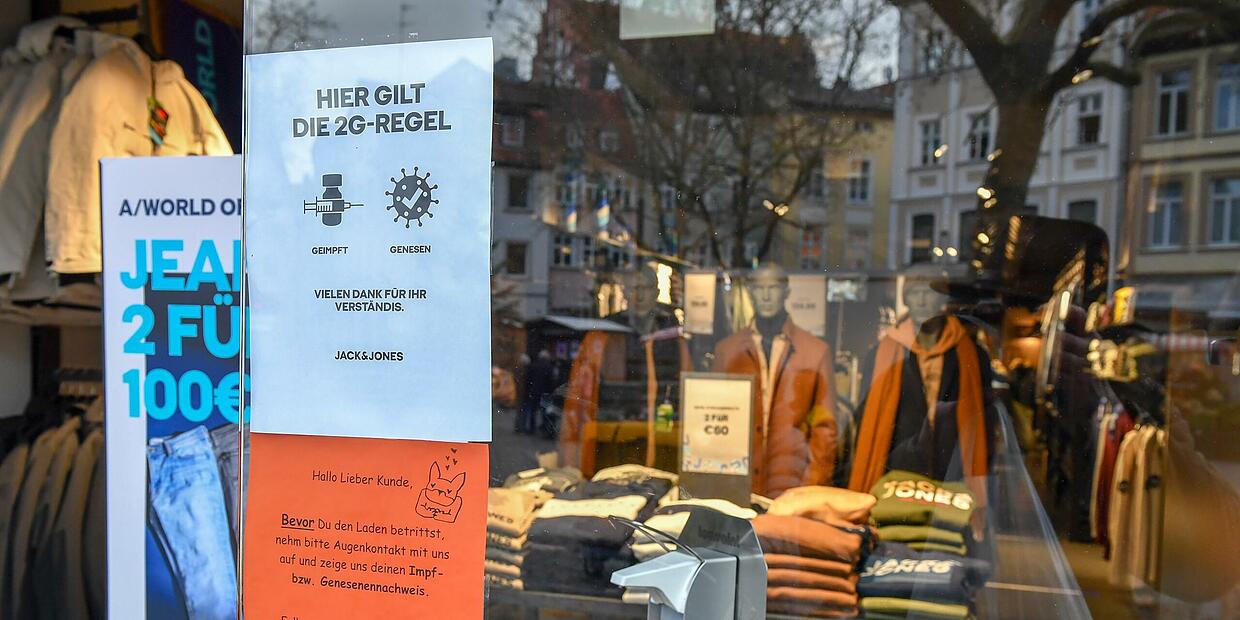 WORLD
A/WORLD OF
JEAN
2 FÜ
100€
HIER GILT
DIE 2G-REGEL
GEIMPFT
GENESEN
VIELEN DANK FÜR IHR
VERSTÄNDIS.
JACK&JONES
Hallo Lieber Kunde,
Bevor Du den Laden betrittst,
nehm bitte Augenkontakt mit uns
auf und zeige uns deinen Impf-
bzw. Genesenennachweis.
2 FÜR
€60
JACK
JONES
JONES